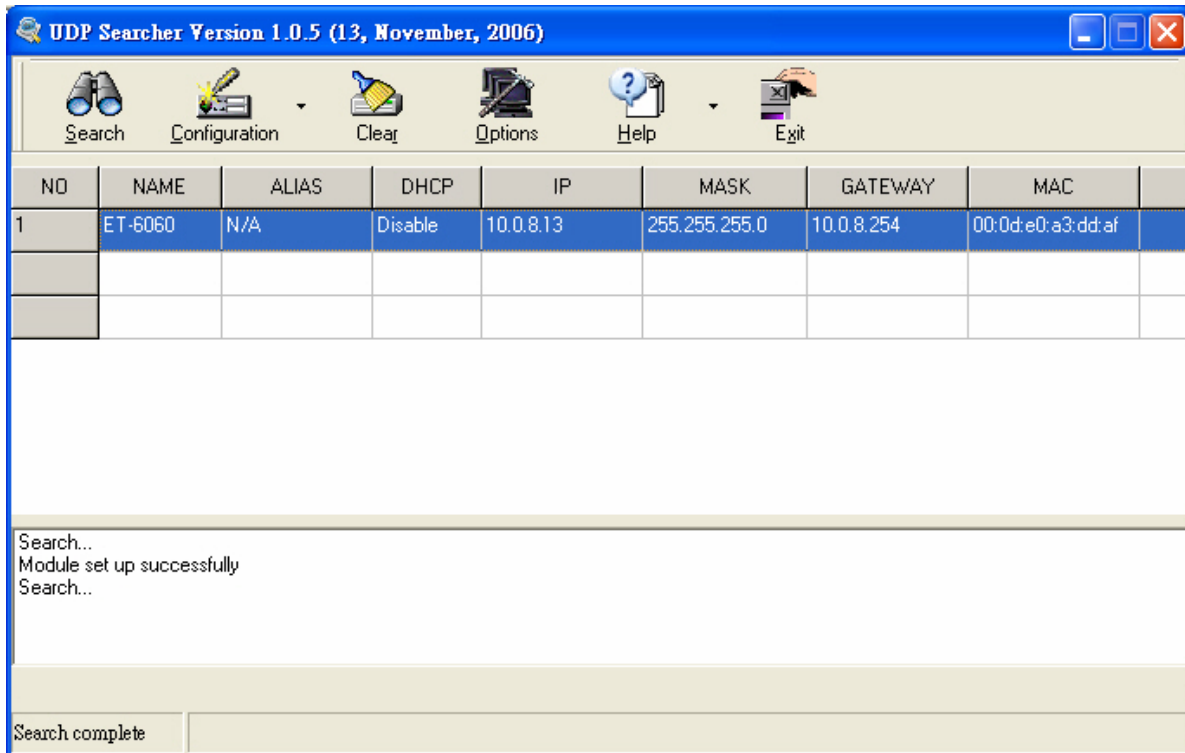 UDP Searcher Version 1.0.5 (13, November, 2006)
Search Configuration Clear Options Help Exit
NO NAME ALIAS DHCP IP MASK GATEWAY MAC
1 ET-6060 N/A Disable 10.0.8.13 255.255.255.0 10.0.8.254 00:0d:e0:a3:dd:af
Search...
Module set up successfully
Search...
Search complete